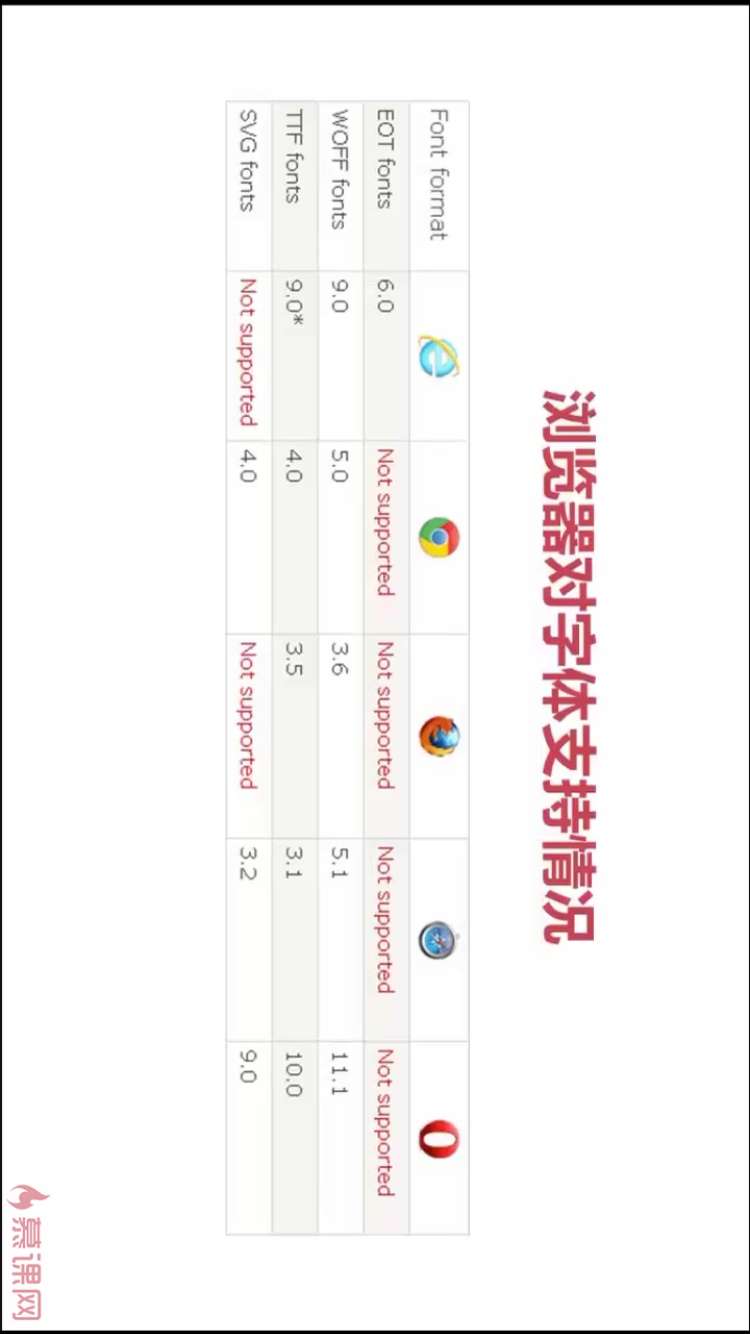 浏览器对字体支持情况
Font format
EOT fonts 6.0 Not supported Not supported Not supported Not supported
WOFF fonts 9.0 5.0 3.6 5.1 11.1
TTF fonts 9.0* 4.0 3.5 3.1 10.0
SVG fonts Not supported 4.0 Not supported 3.2 9.0
慕课网